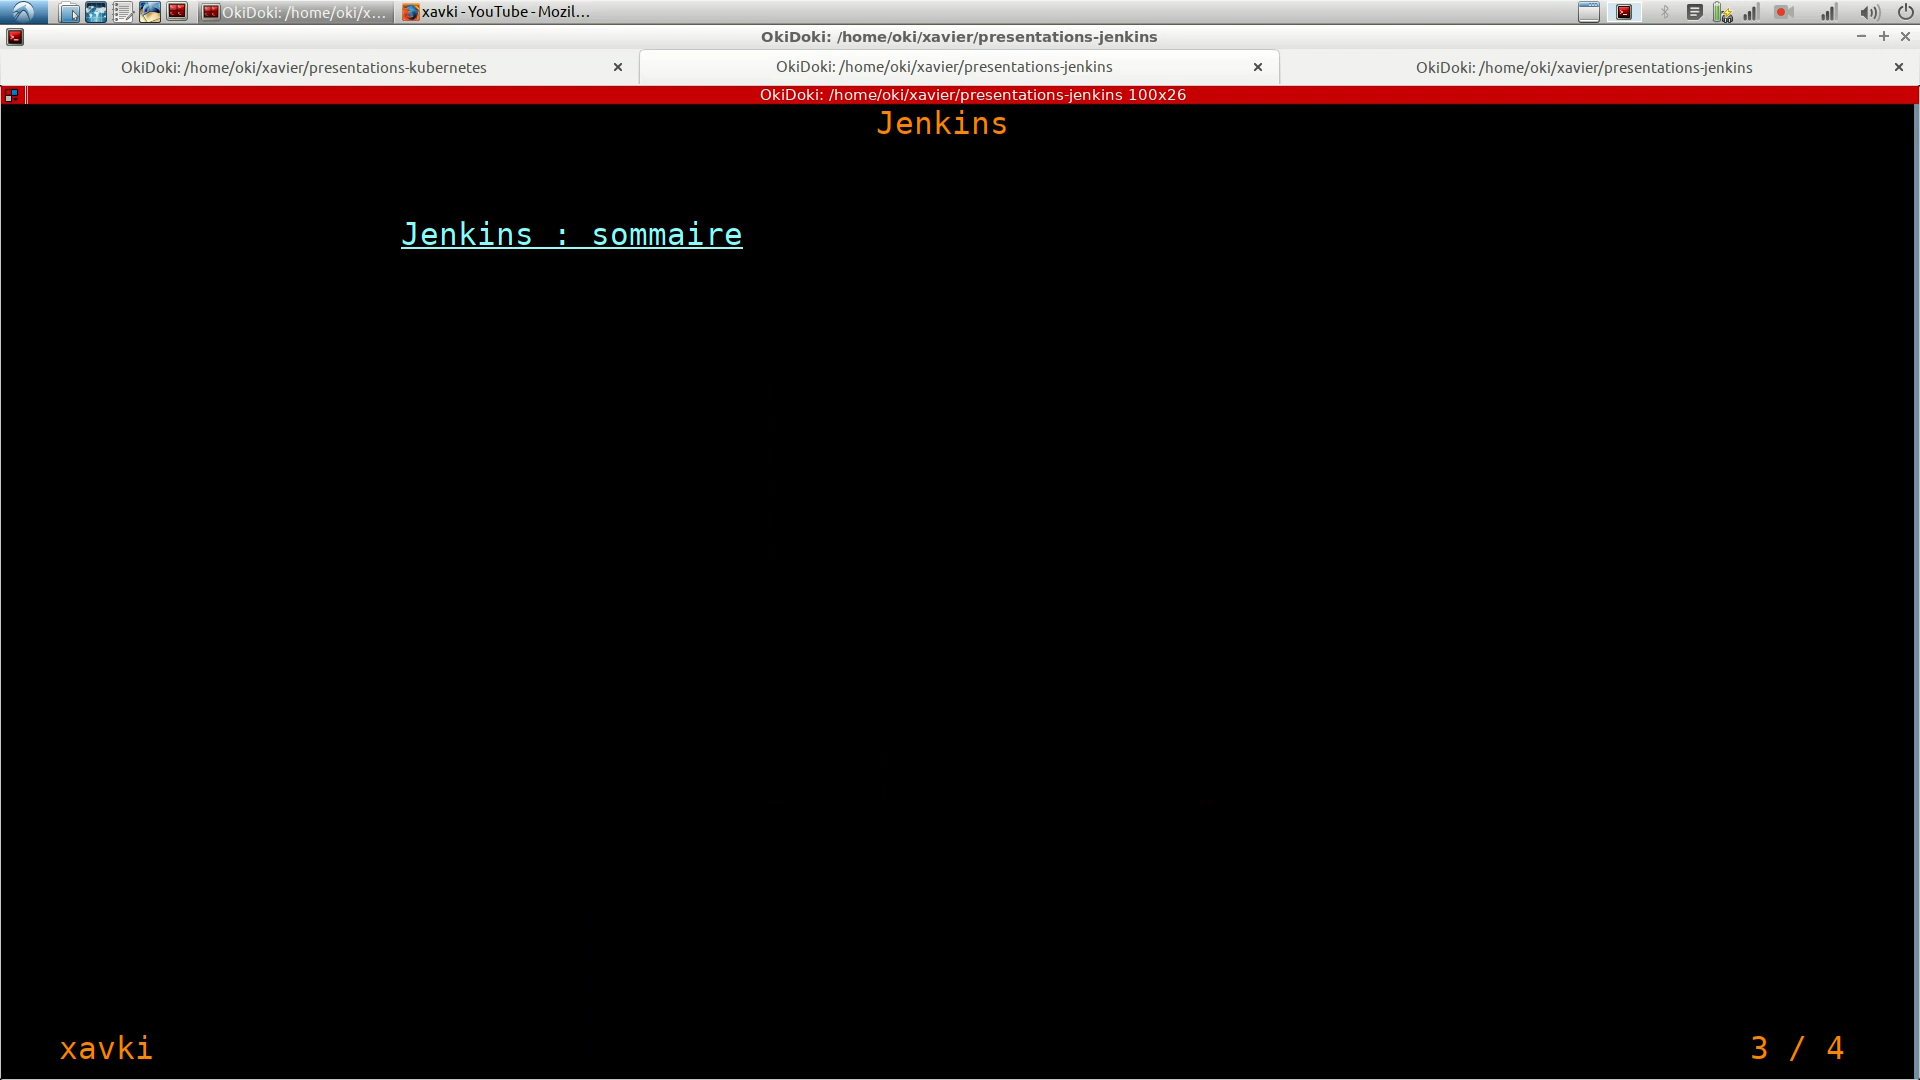 OkiDoki: /home/oki/x... xavki - YouTube - Mozil...
OkiDoki: /home/oki/xavier/presentations-jenkins
OkiDoki: /home/oki/xavier/presentations-kubernetes OkiDoki: /home/oki/xavier/presentations-jenkins OkiDoki: /home/oki/xavier/presentations-jenkins
OkiDoki: /home/oki/xavier/presentations-jenkins 100x26
Jenkins
Jenkins : sommaire
xavki 3 / 4